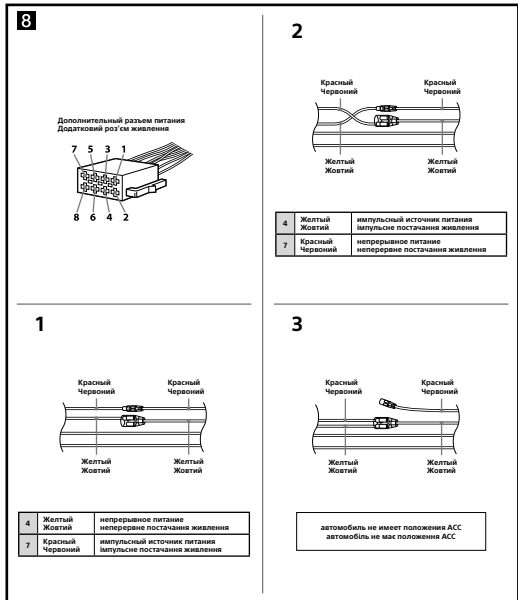 8
Дополнительный разъем питания
Додатковий роз'єм живлення
7 5 3 1
8 6 4 2
2
Красный Красный
Червоний Червоний
Желтый Желтый
Жовтий Жовтий
4 Желтый импульсный источник питания
Жовтий імпульсне постачання живлення
7 Красный непрерывное питание
Червоний неперервне постачання живлення
1
Красный Красный
Червоний Червоний
Желтый Желтый
Жовтий Жовтий
4 Желтый непрерывное питание
Жовтий неперервне постачання живлення
7 Красный импульсный источник питания
Червоний імпульсне постачання живлення
3
Красный Красный
Червоний Червоний
Желтый Желтый
Жовтий Жовтий
автомобиль не имеет положения ACC
автомобіль не має положення ACC